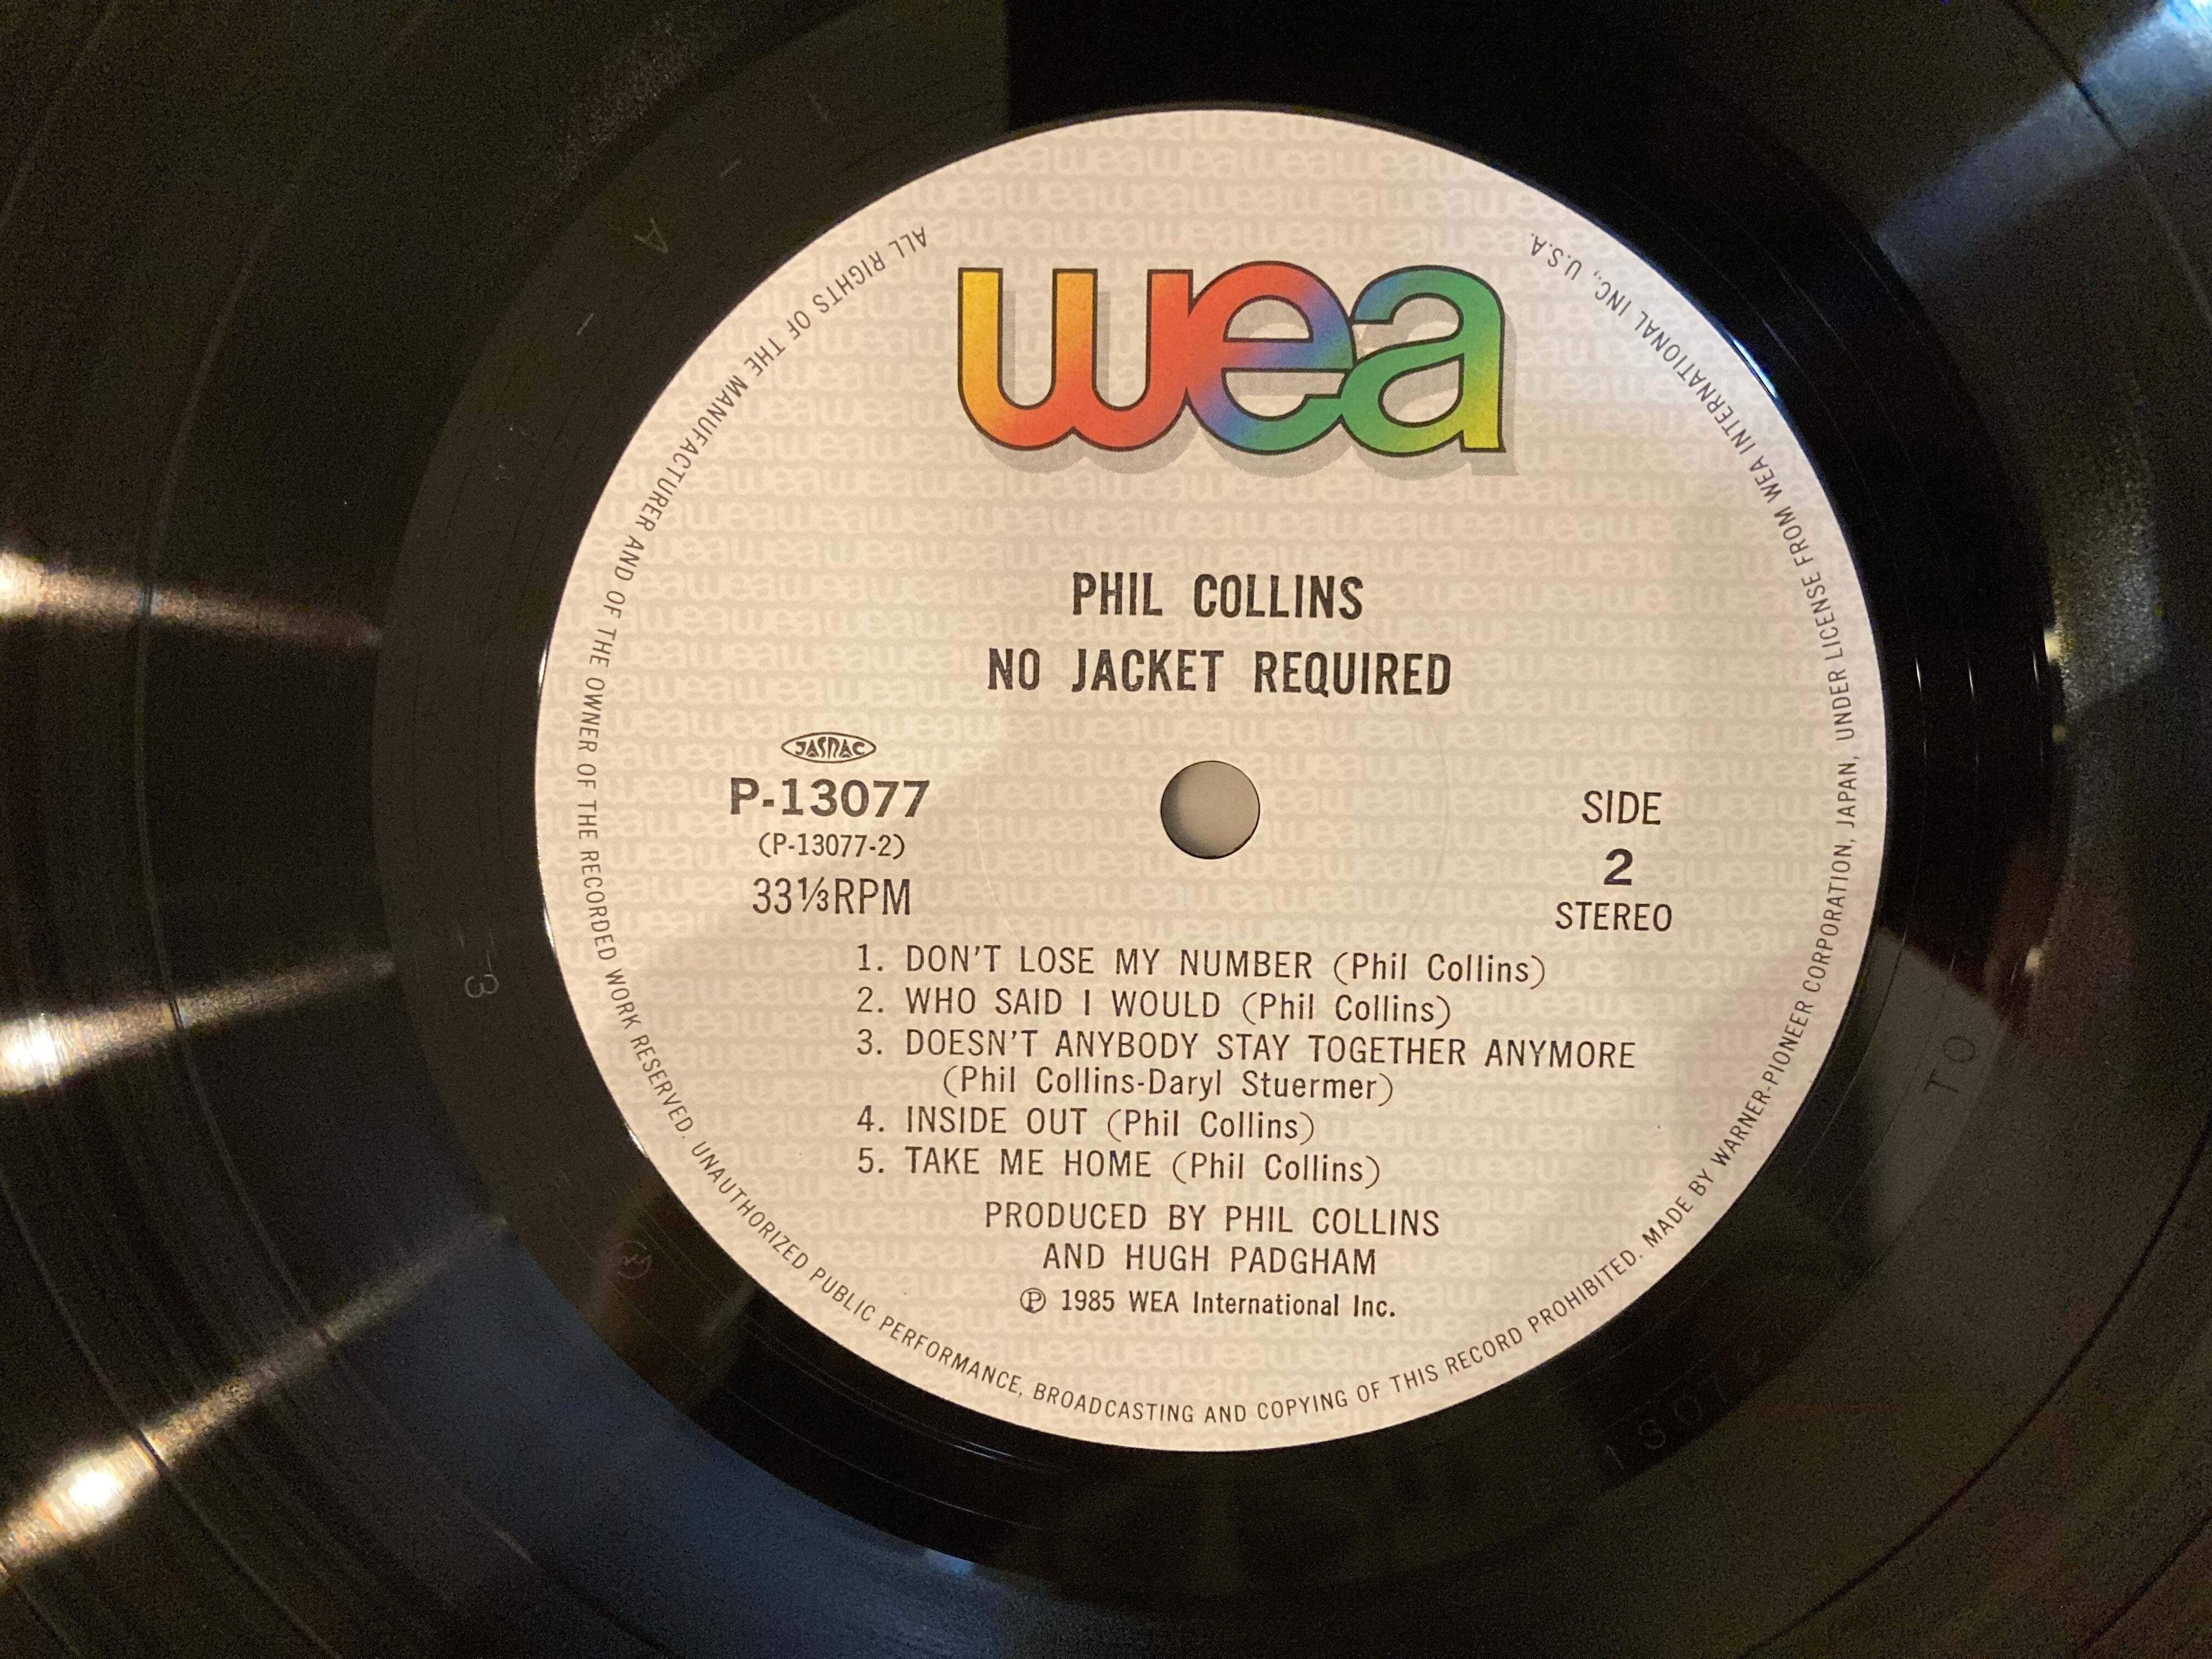 wea
PHIL COLLINS
NO JACKET REQUIRED
JASRAC
P-13077
(P-13077-2)
33⅓RPM
SIDE
2
STEREO
1. DON'T LOSE MY NUMBER (Phil Collins)
2. WHO SAID I WOULD (Phil Collins)
3. DOESN'T ANYBODY STAY TOGETHER ANYMORE
(Phil Collins-Daryl Stuermer)
4. INSIDE OUT (Phil Collins)
5. TAKE ME HOME (Phil Collins)
PRODUCED BY PHIL COLLINS
AND HUGH PADGHAM
℗ 1985 WEA International Inc.
ALL RIGHTS OF THE MANUFACTURER AND OF THE OWNER OF THE RECORDED WORK RESERVED. UNAUTHORIZED PUBLIC PERFORMANCE, BROADCASTING AND COPYING OF THIS RECORD PROHIBITED. MADE BY WARNER-PIONEER CORPORATION, JAPAN, UNDER LICENSE FROM WEA INTERNATIONAL INC., U.S.A.
TO